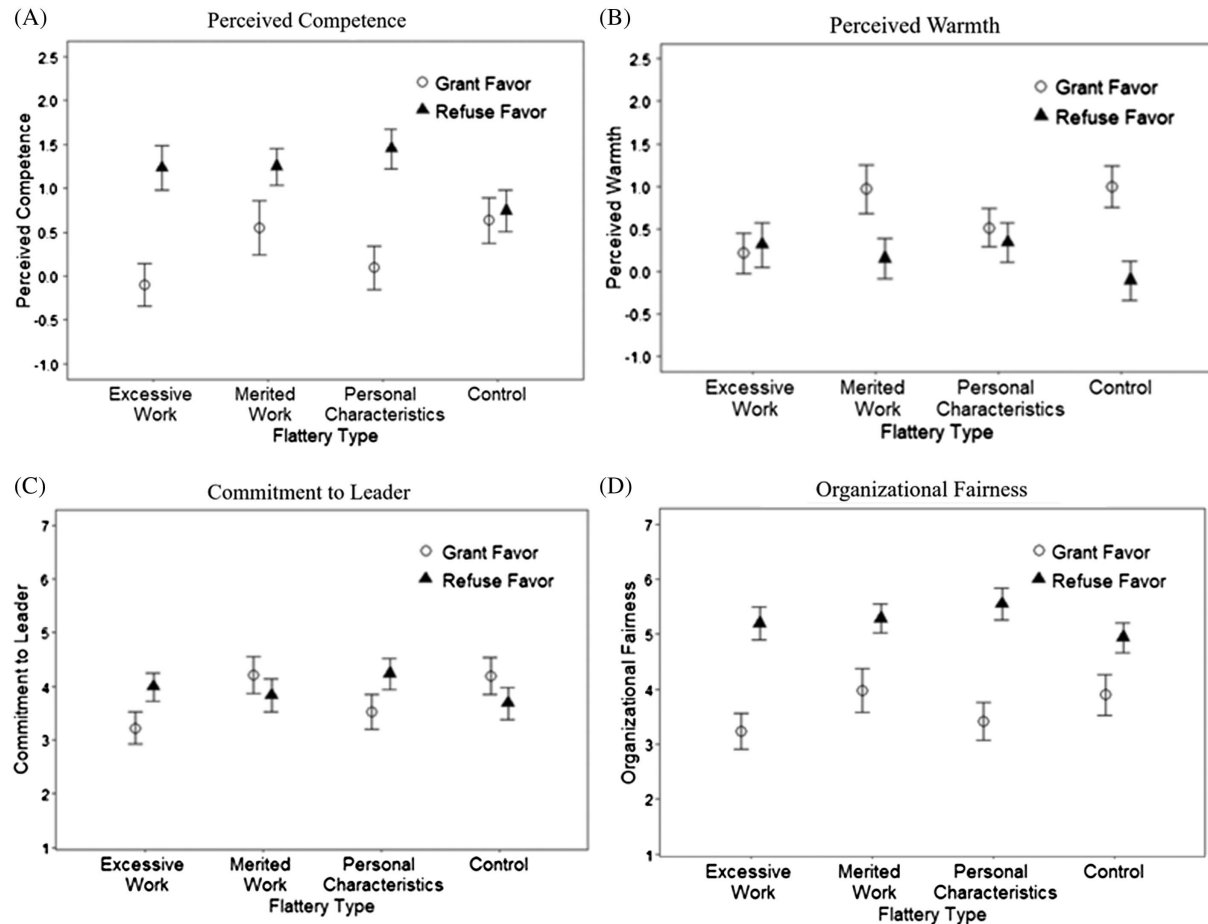 (A)
Perceived Competence
Perceived Competence
2.5
2.0
1.5
1.0
0.5
0.0
-0.5
-1.0
Grant Favor
Refuse Favor
Excessive Work
Merited Work
Personal Characteristics
Control
Flattery Type
(B)
Perceived Warmth
Perceived Warmth
2.5
2.0
1.5
1.0
0.5
0.0
-0.5
-1.0
Grant Favor
Refuse Favor
Excessive Work
Merited Work
Personal Characteristics
Control
Flattery Type
(C)
Commitment to Leader
Commitment to Leader
7
6
5
4
3
2
1
Grant Favor
Refuse Favor
Excessive Work
Merited Work
Personal Characteristics
Control
Flattery Type
(D)
Organizational Fairness
Organizational Fairness
7
6
5
4
3
2
1
Grant Favor
Refuse Favor
Excessive Work
Merited Work
Personal Characteristics
Control
Flattery Type